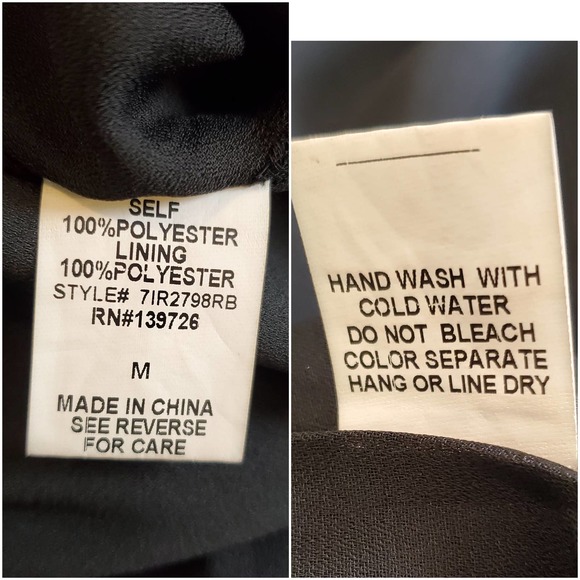 SELF
100%POLYESTER
LINING
100%POLYESTER
STYLE# 7IR2798RB
RN#139726
M
MADE IN CHINA
SEE REVERSE
FOR CARE
HAND WASH WITH
COLD WATER
DO NOT BLEACH
COLOR SEPARATE
HANG OR LINE DRY